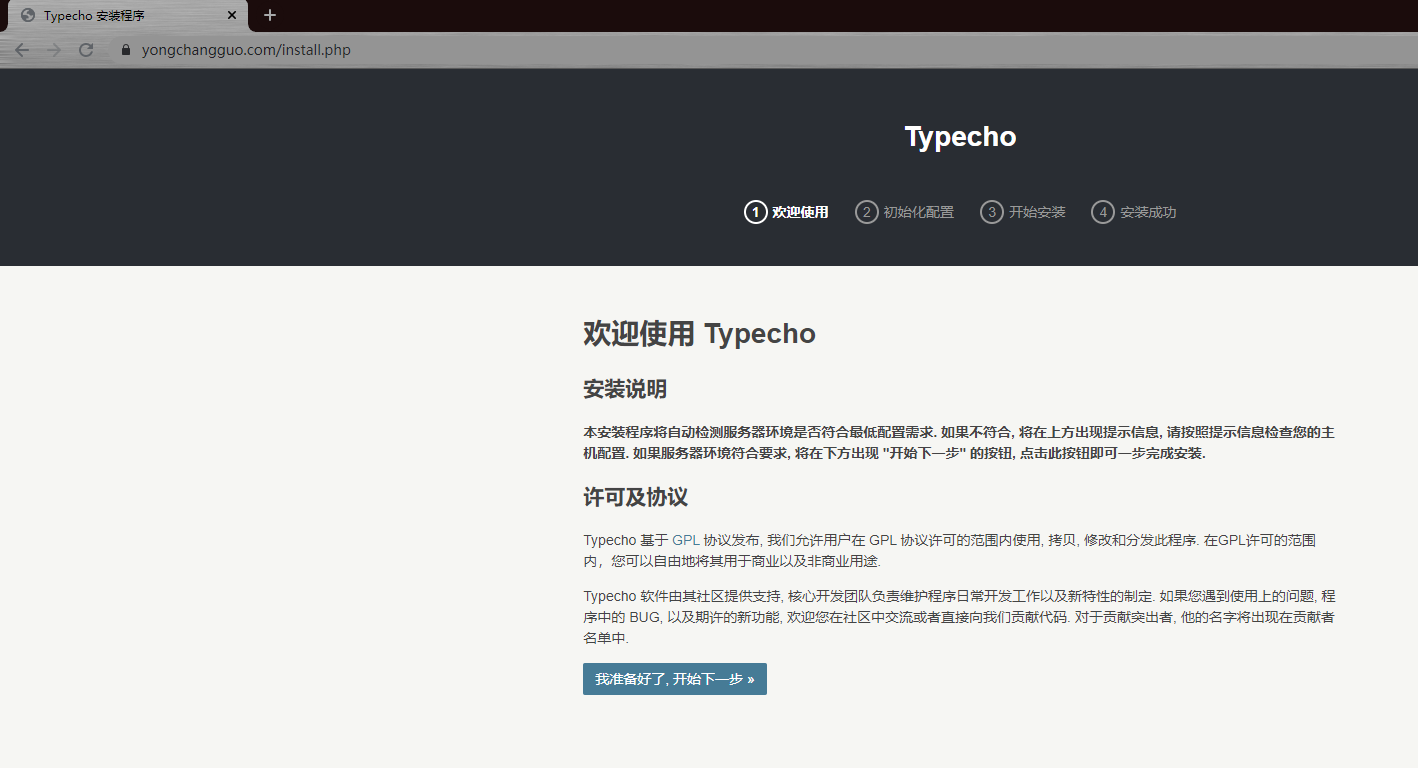 Typecho 安装程序
yongchangguo.com/install.php
Typecho
1 欢迎使用 2 初始化配置 3 开始安装 4 安装成功
欢迎使用 Typecho
安装说明
本安装程序将自动检测服务器环境是否符合最低配置需求. 如果不符合, 将在上方出现提示信息, 请按照提示信息检查您的主
机配置. 如果服务器环境符合要求, 将在下方出现 "开始下一步" 的按钮, 点击此按钮即可一步完成安装.
许可及协议
Typecho 基于 GPL 协议发布, 我们允许用户在 GPL 协议许可的范围内使用, 拷贝, 修改和分发此程序. 在GPL许可的范围
内，您可以自由地将其用于商业以及非商业用途.
Typecho 软件由其社区提供支持, 核心开发团队负责维护程序日常开发工作以及新特性的制定. 如果您遇到使用上的问题, 程
序中的 BUG, 以及期许的新功能, 欢迎您在社区中交流或者直接向我们贡献代码. 对于贡献突出者, 他的名字将出现在贡献者
名单中.
我准备好了, 开始下一步 »